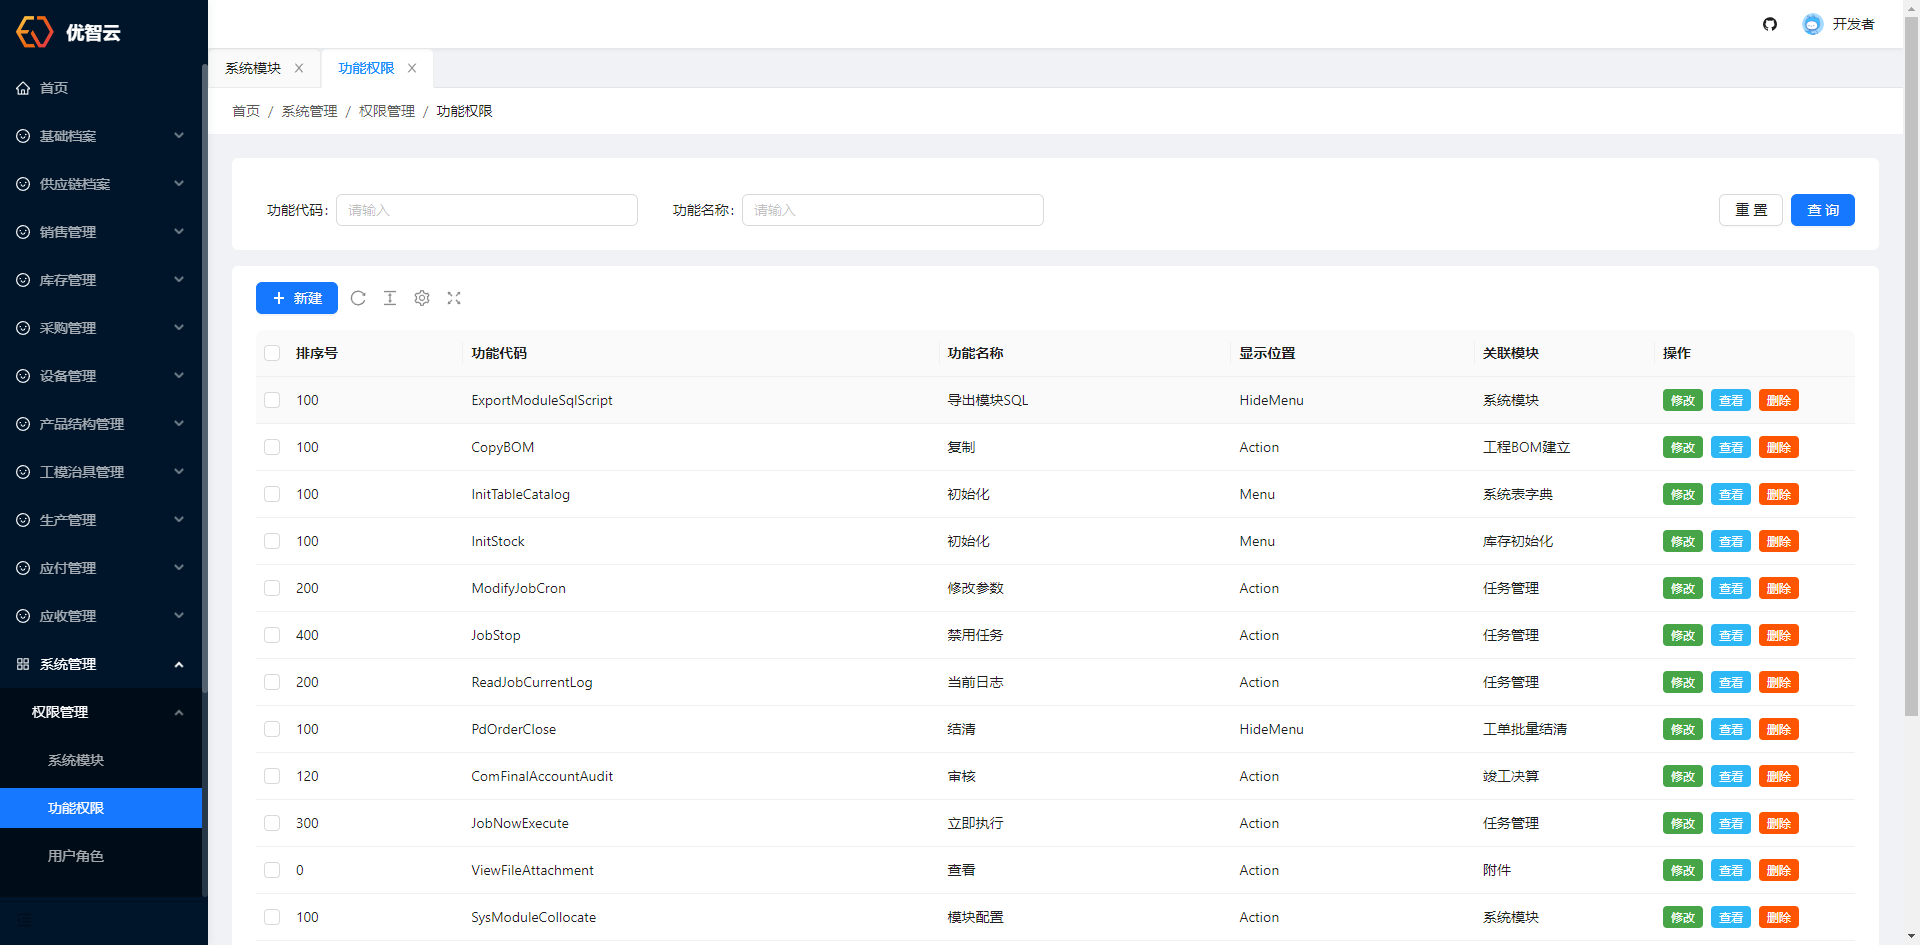 优智云
开发者
首页
基础档案
供应链档案
销售管理
库存管理
采购管理
设备管理
产品结构管理
工模治具管理
生产管理
应付管理
应收管理
系统管理
权限管理
系统模块
功能权限
用户角色
系统模块 功能权限
首页 / 系统管理 / 权限管理 / 功能权限
功能代码: 请输入 功能名称: 请输入 重 置 查 询
新建
排序号 功能代码 功能名称 显示位置 关联模块 操作
100 ExportModuleSqlScript 导出模块SQL HideMenu 系统模块 修改 查看 删除
100 CopyBOM 复制 Action 工程BOM建立 修改 查看 删除
100 InitTableCatalog 初始化 Menu 系统表字典 修改 查看 删除
100 InitStock 初始化 Menu 库存初始化 修改 查看 删除
200 ModifyJobCron 修改参数 Action 任务管理 修改 查看 删除
400 JobStop 禁用任务 Action 任务管理 修改 查看 删除
200 ReadJobCurrentLog 当前日志 Action 任务管理 修改 查看 删除
100 PdOrderClose 结清 HideMenu 工单批量结清 修改 查看 删除
120 ComFinalAccountAudit 审核 Action 竣工决算 修改 查看 删除
300 JobNowExecute 立即执行 Action 任务管理 修改 查看 删除
0 ViewFileAttachment 查看 Action 附件 修改 查看 删除
100 SysModuleCollocate 模块配置 Action 系统模块 修改 查看 删除